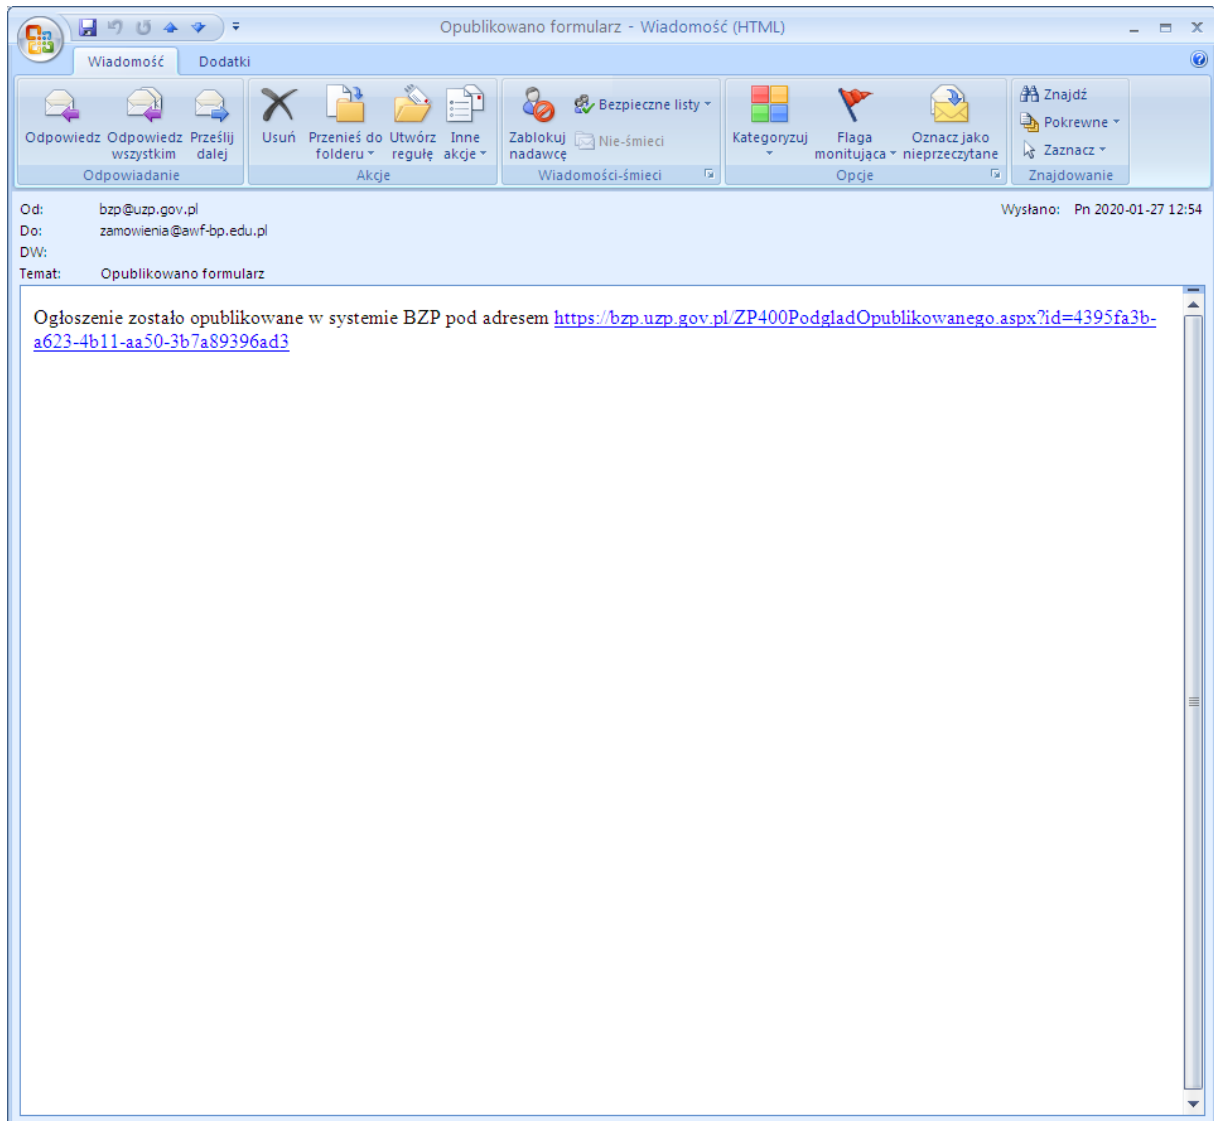 Opublikowano formularz - Wiadomość (HTML)
Wiadomość Dodatki
Odpowiedz Odpowiedz wszystkim Prześlij dalej
Odpowiadanie
Usuń Przenieś do folderu Utwórz regułę Inne akcje
Akcje
Zablokuj nadawcę Bezpieczne listy Nie-śmieci
Wiadomości-śmieci
Kategoryzuj Flaga monitująca Oznacz jako nieprzeczytane
Opcje
Znajdź
Pokrewne
Zaznacz
Znajdowanie
Od: bzp@uzp.gov.pl Wysłano: Pn 2020-01-27 12:54
Do: zamowienia@awf-bp.edu.pl
DW:
Temat: Opublikowano formularz
Ogłoszenie zostało opublikowane w systemie BZP pod adresem https://bzp.uzp.gov.pl/ZP400PodgladOpublikowanego.aspx?id=4395fa3b-
a623-4b11-aa50-3b7a89396ad3